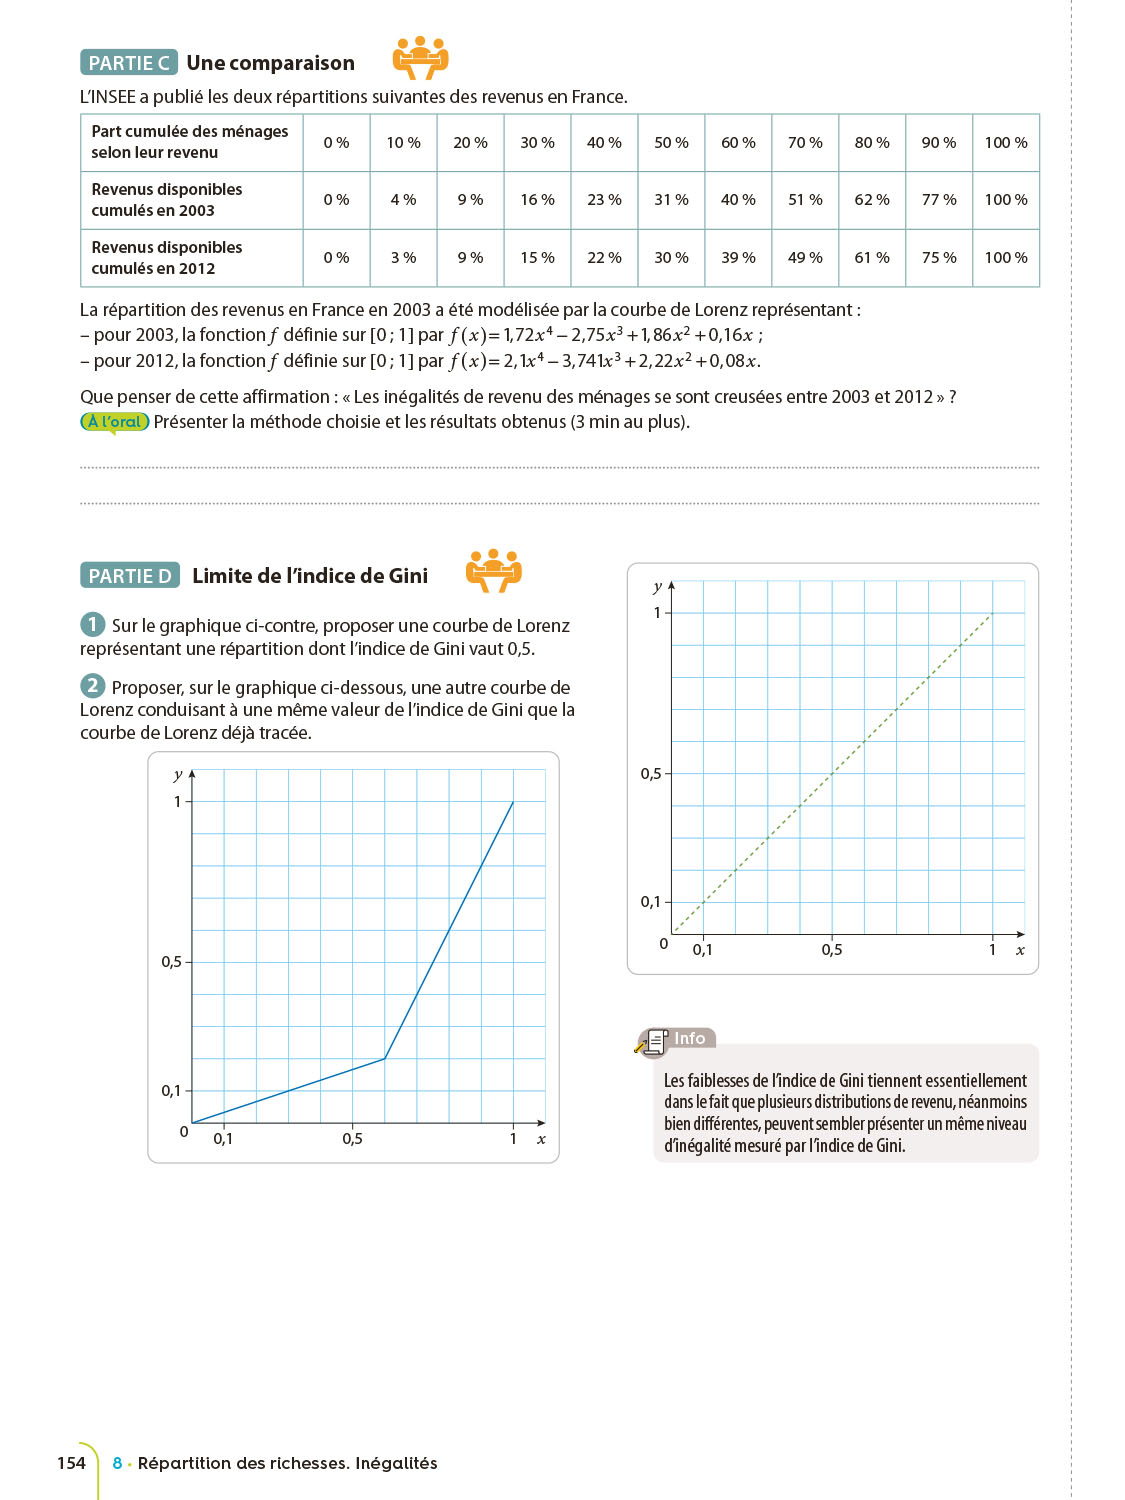 PARTIE C Une comparaison
L’INSEE a publié les deux répartitions suivantes des revenus en France.
Part cumulée des ménages selon leur revenu 0 % 10 % 20 % 30 % 40 % 50 % 60 % 70 % 80 % 90 % 100 %
Revenus disponibles cumulés en 2003 0 % 4 % 9 % 16 % 23 % 31 % 40 % 51 % 62 % 77 % 100 %
Revenus disponibles cumulés en 2012 0 % 3 % 9 % 15 % 22 % 30 % 39 % 49 % 61 % 75 % 100 %
La répartition des revenus en France en 2003 a été modélisée par la courbe de Lorenz représentant :
– pour 2003, la fonction f définie sur [0 ; 1] par f(x) = 1,72x⁴ − 2,75x³ + 1,86x² + 0,16x ;
– pour 2012, la fonction f définie sur [0 ; 1] par f(x) = 2,1x⁴ − 3,741x³ + 2,22x² + 0,08x.
Que penser de cette affirmation : « Les inégalités de revenu des ménages se sont creusées entre 2003 et 2012 » ?
À l’oral Présenter la méthode choisie et les résultats obtenus (3 min au plus).
PARTIE D Limite de l’indice de Gini
1 Sur le graphique ci-contre, proposer une courbe de Lorenz
représentant une répartition dont l’indice de Gini vaut 0,5.
2 Proposer, sur le graphique ci-dessous, une autre courbe de
Lorenz conduisant à une même valeur de l’indice de Gini que la
courbe de Lorenz déjà tracée.
y
1
0,5
0,1
0 0,1 0,5 1 x
y
1
0,5
0,1
0 0,1 0,5 1 x
Info
Les faiblesses de l’indice de Gini tiennent essentiellement
dans le fait que plusieurs distributions de revenu, néanmoins
bien différentes, peuvent sembler présenter un même niveau
d’inégalité mesuré par l’indice de Gini.
154 8 • Répartition des richesses. Inégalités